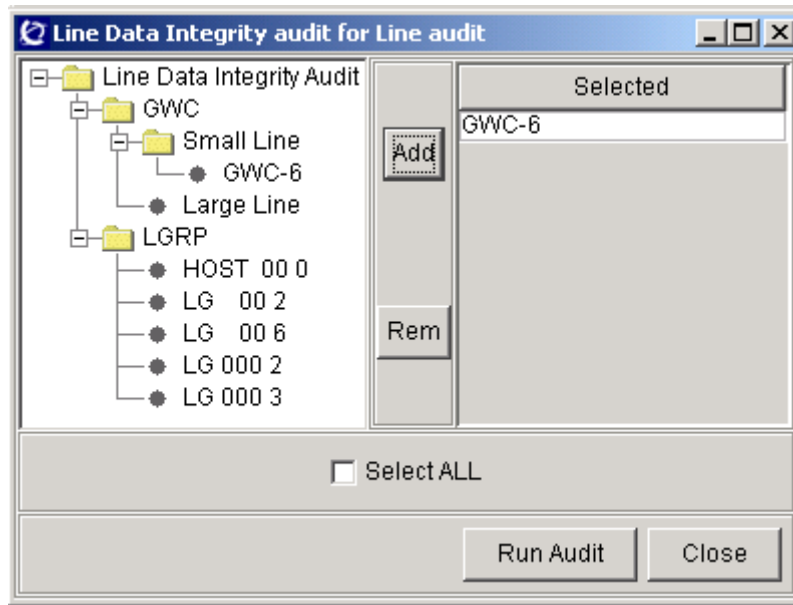 Line Data Integrity audit for Line audit
Line Data Integrity Audit
GWC
Small Line
GWC-6
Large Line
LGRP
HOST 00 0
LG 00 2
LG 00 6
LG 000 2
LG 000 3
Add
Rem
Selected
GWC-6
Select ALL
Run Audit
Close